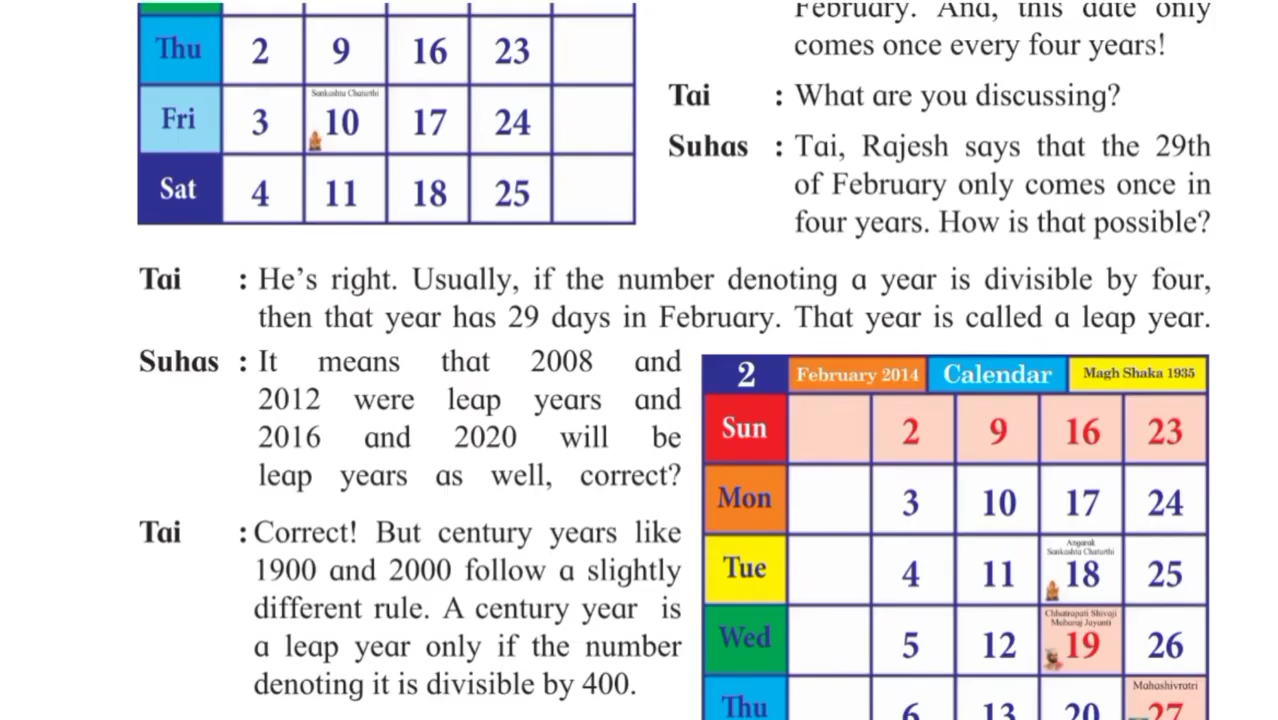 February. And, this date only
comes once every four years!
Thu 2 9 16 23
Sankashta Chaturthi
Fri 3 10 17 24
Sat 4 11 18 25
Tai : What are you discussing?
Suhas : Tai, Rajesh says that the 29th
of February only comes once in
four years. How is that possible?
Tai : He’s right. Usually, if the number denoting a year is divisible by four,
then that year has 29 days in February. That year is called a leap year.
Suhas : It means that 2008 and
2012 were leap years and
2016 and 2020 will be
leap years as well, correct?
Tai : Correct! But century years like
1900 and 2000 follow a slightly
different rule. A century year is
a leap year only if the number
denoting it is divisible by 400.
2 February 2014 Calendar Magh Shaka 1935
Sun 2 9 16 23
Mon 3 10 17 24
Angarak
Sankashta Chaturthi
Tue 4 11 18 25
Chhatrapati Shivaji
Maharaj Jayanti
Wed 5 12 19 26
Mahashivratri
Thu 6 13 20 27